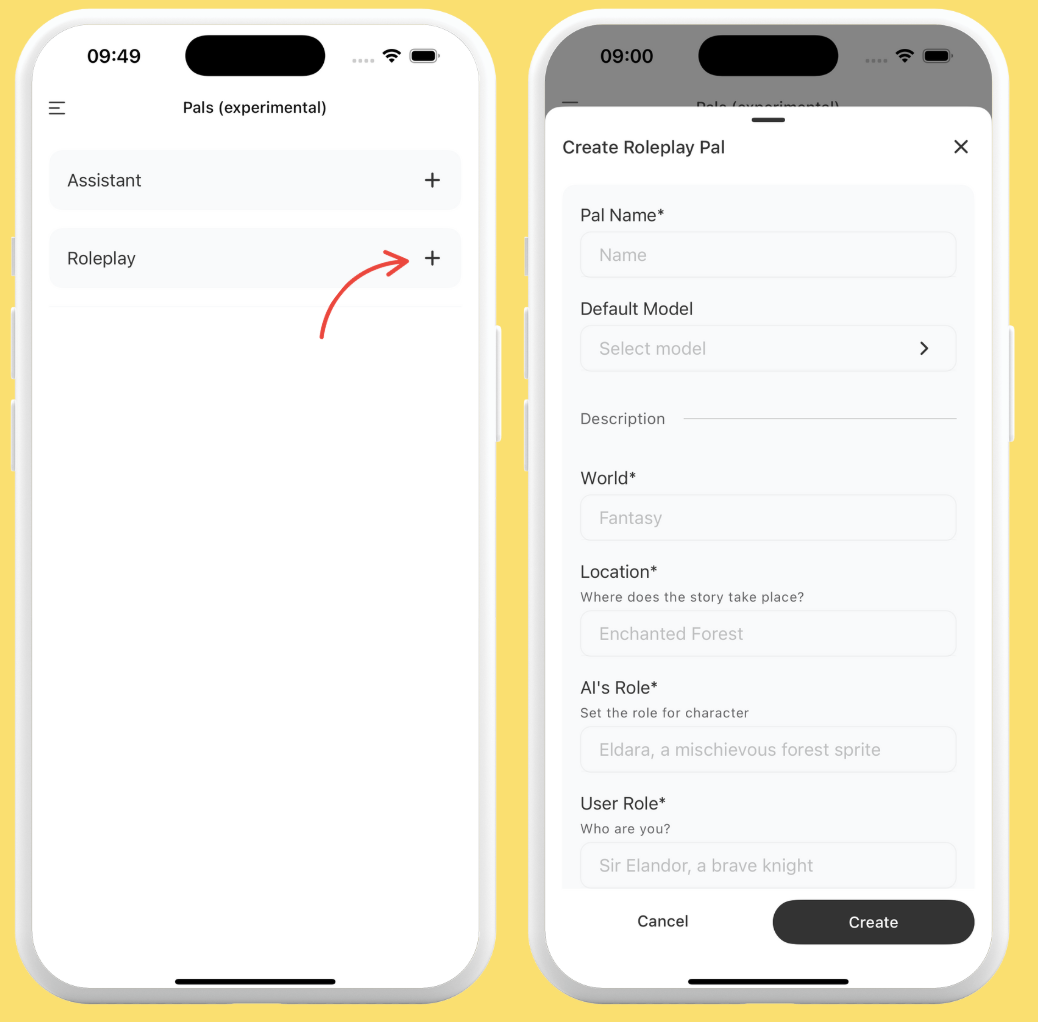 09:49
Pals (experimental)
Assistant
Roleplay
09:00
Create Roleplay Pal
Pal Name*
Name
Default Model
Select model
Description
World*
Fantasy
Location*
Where does the story take place?
Enchanted Forest
AI's Role*
Set the role for character
Eldara, a mischievous forest sprite
User Role*
Who are you?
Sir Elandor, a brave knight
Cancel
Create